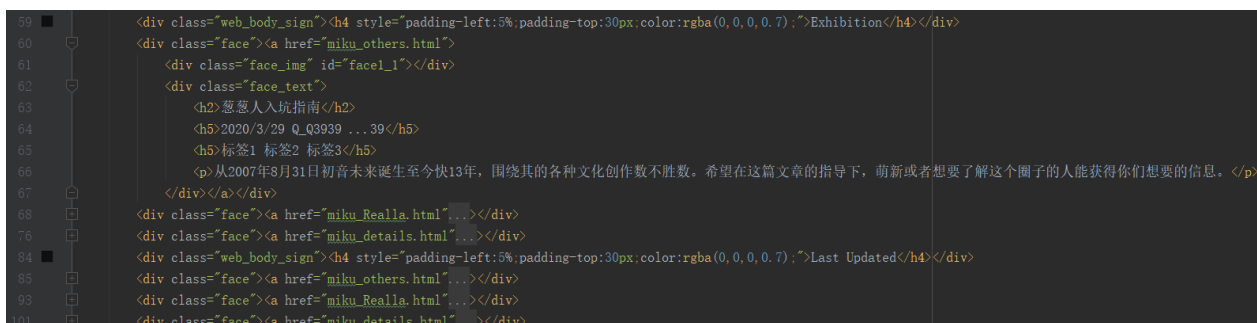 59 <div class="web_body_sign"><h4 style="padding-left:5%;padding-top:30px;color:rgba(0,0,0,0.7);">Exhibition</h4></div>
60 <div class="face"><a href="miku_others.html">
61 <div class="face_img" id="face1_1"></div>
62 <div class="face_text">
63 <h2>葱葱人入坑指南</h2>
64 <h5>2020/3/29 Q_Q3939 ...39</h5>
65 <h5>标签1 标签2 标签3</h5>
66 <p>从2007年8月31日初音未来诞生至今快13年，围绕其的各种文化创作数不胜数。希望在这篇文章的指导下，萌新或者想要了解这个圈子的人能获得你们想要的信息。</p>
67 </div></a></div>
68 <div class="face"><a href="miku_Realla.html"...></div>
76 <div class="face"><a href="miku_details.html"...></div>
84 <div class="web_body_sign"><h4 style="padding-left:5%;padding-top:30px;color:rgba(0,0,0,0.7);">Last Updated</h4></div>
85 <div class="face"><a href="miku_others.html"...></div>
93 <div class="face"><a href="miku_Realla.html"...></div>
101 <div class="face"><a href="miku_details.html"...></div>